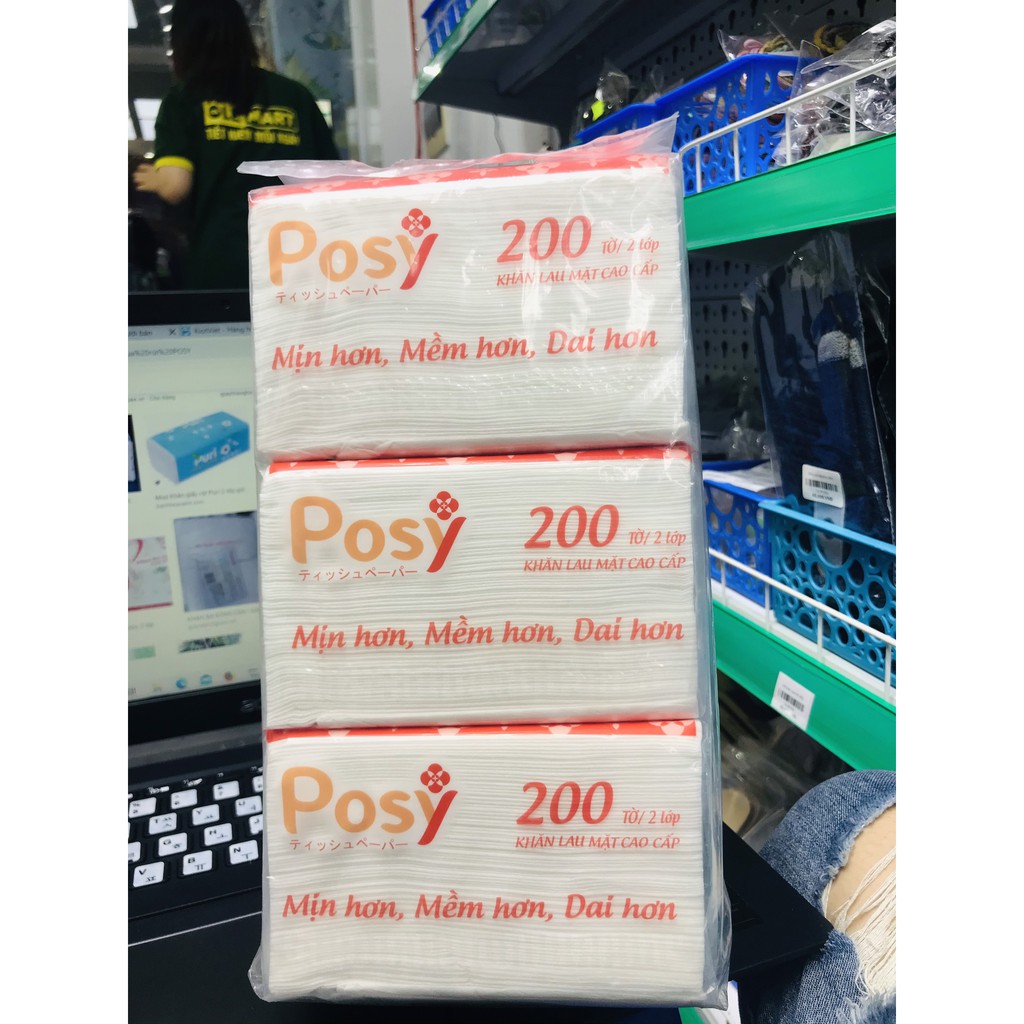 MART
Posy
ティッシュペーパー
200 TỜ/ 2 lớp
KHĂN LAU MẶT CAO CẤP
Mịn hơn, Mềm hơn, Dai hơn
Posy
ティッシュペーパー
200 TỜ/ 2 lớp
KHĂN LAU MẶT CAO CẤP
Mịn hơn, Mềm hơn, Dai hơn
Posy
ティッシュペーパー
200 TỜ/ 2 lớp
KHĂN LAU MẶT CAO CẤP
Mịn hơn, Mềm hơn, Dai hơn